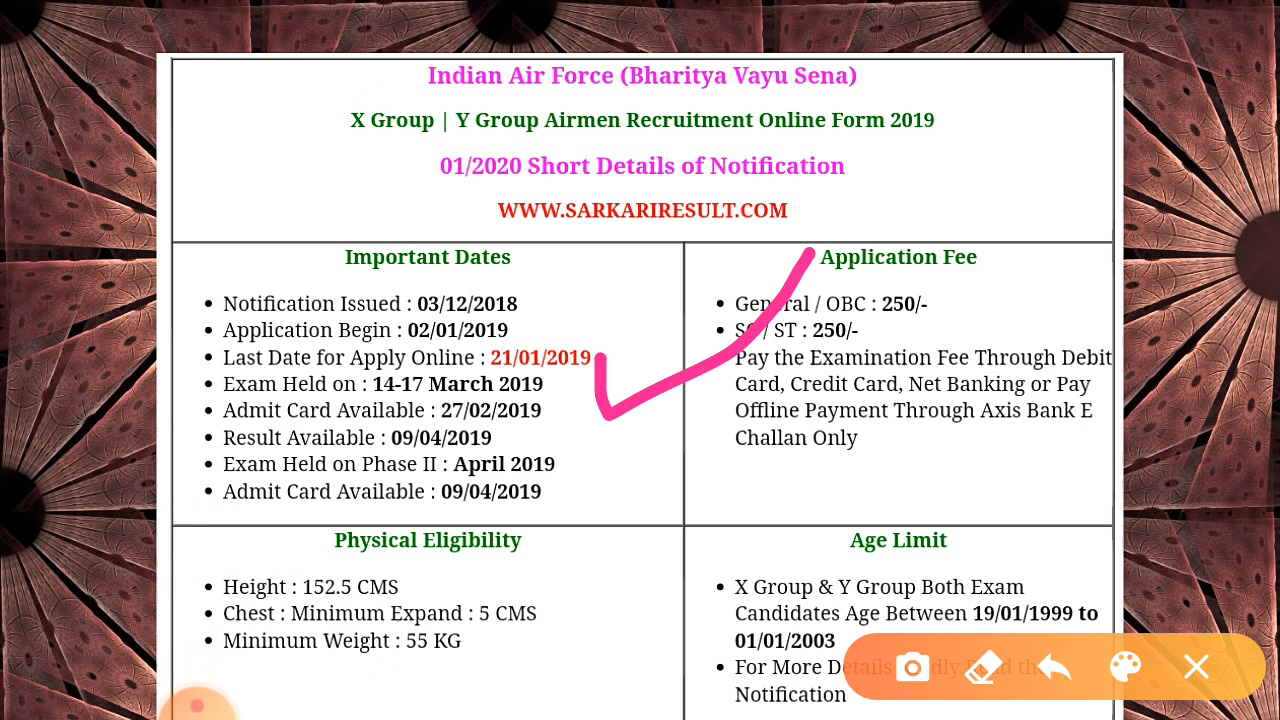 Indian Air Force (Bharitya Vayu Sena)
X Group | Y Group Airmen Recruitment Online Form 2019
01/2020 Short Details of Notification
WWW.SARKARIRESULT.COM
Important Dates
Notification Issued : 03/12/2018
Application Begin : 02/01/2019
Last Date for Apply Online : 21/01/2019
Exam Held on : 14-17 March 2019
Admit Card Available : 27/02/2019
Result Available : 09/04/2019
Exam Held on Phase II : April 2019
Admit Card Available : 09/04/2019
Application Fee
General / OBC : 250/-
SC / ST : 250/-
Pay the Examination Fee Through Debit
Card, Credit Card, Net Banking or Pay
Offline Payment Through Axis Bank E
Challan Only
Physical Eligibility
Height : 152.5 CMS
Chest : Minimum Expand : 5 CMS
Minimum Weight : 55 KG
Age Limit
X Group & Y Group Both Exam
Candidates Age Between 19/01/1999 to
01/01/2003
For More Details Kindly Read the
Notification